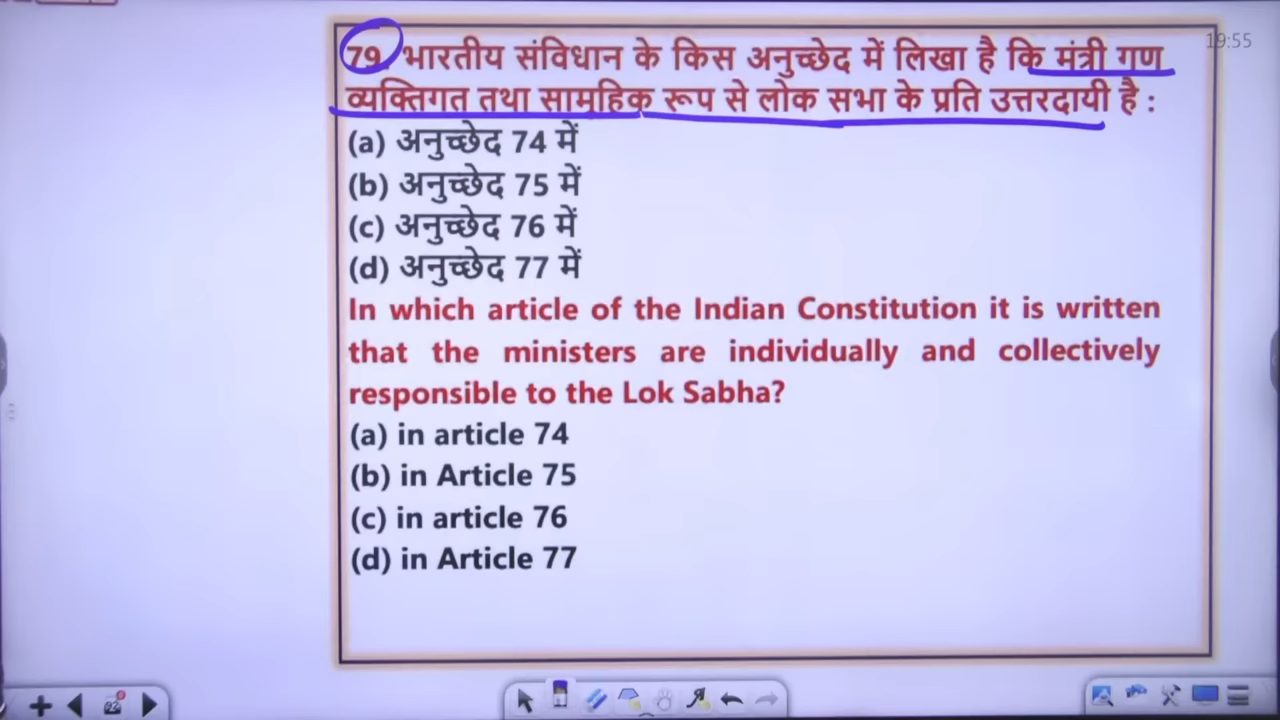 19:55
79. भारतीय संविधान के किस अनुच्छेद में लिखा है कि मंत्री गण
व्यक्तिगत तथा सामूहिक रूप से लोक सभा के प्रति उत्तरदायी है :
(a) अनुच्छेद 74 में
(b) अनुच्छेद 75 में
(c) अनुच्छेद 76 में
(d) अनुच्छेद 77 में
In which article of the Indian Constitution it is written
that the ministers are individually and collectively
responsible to the Lok Sabha?
(a) in article 74
(b) in Article 75
(c) in article 76
(d) in Article 77
92